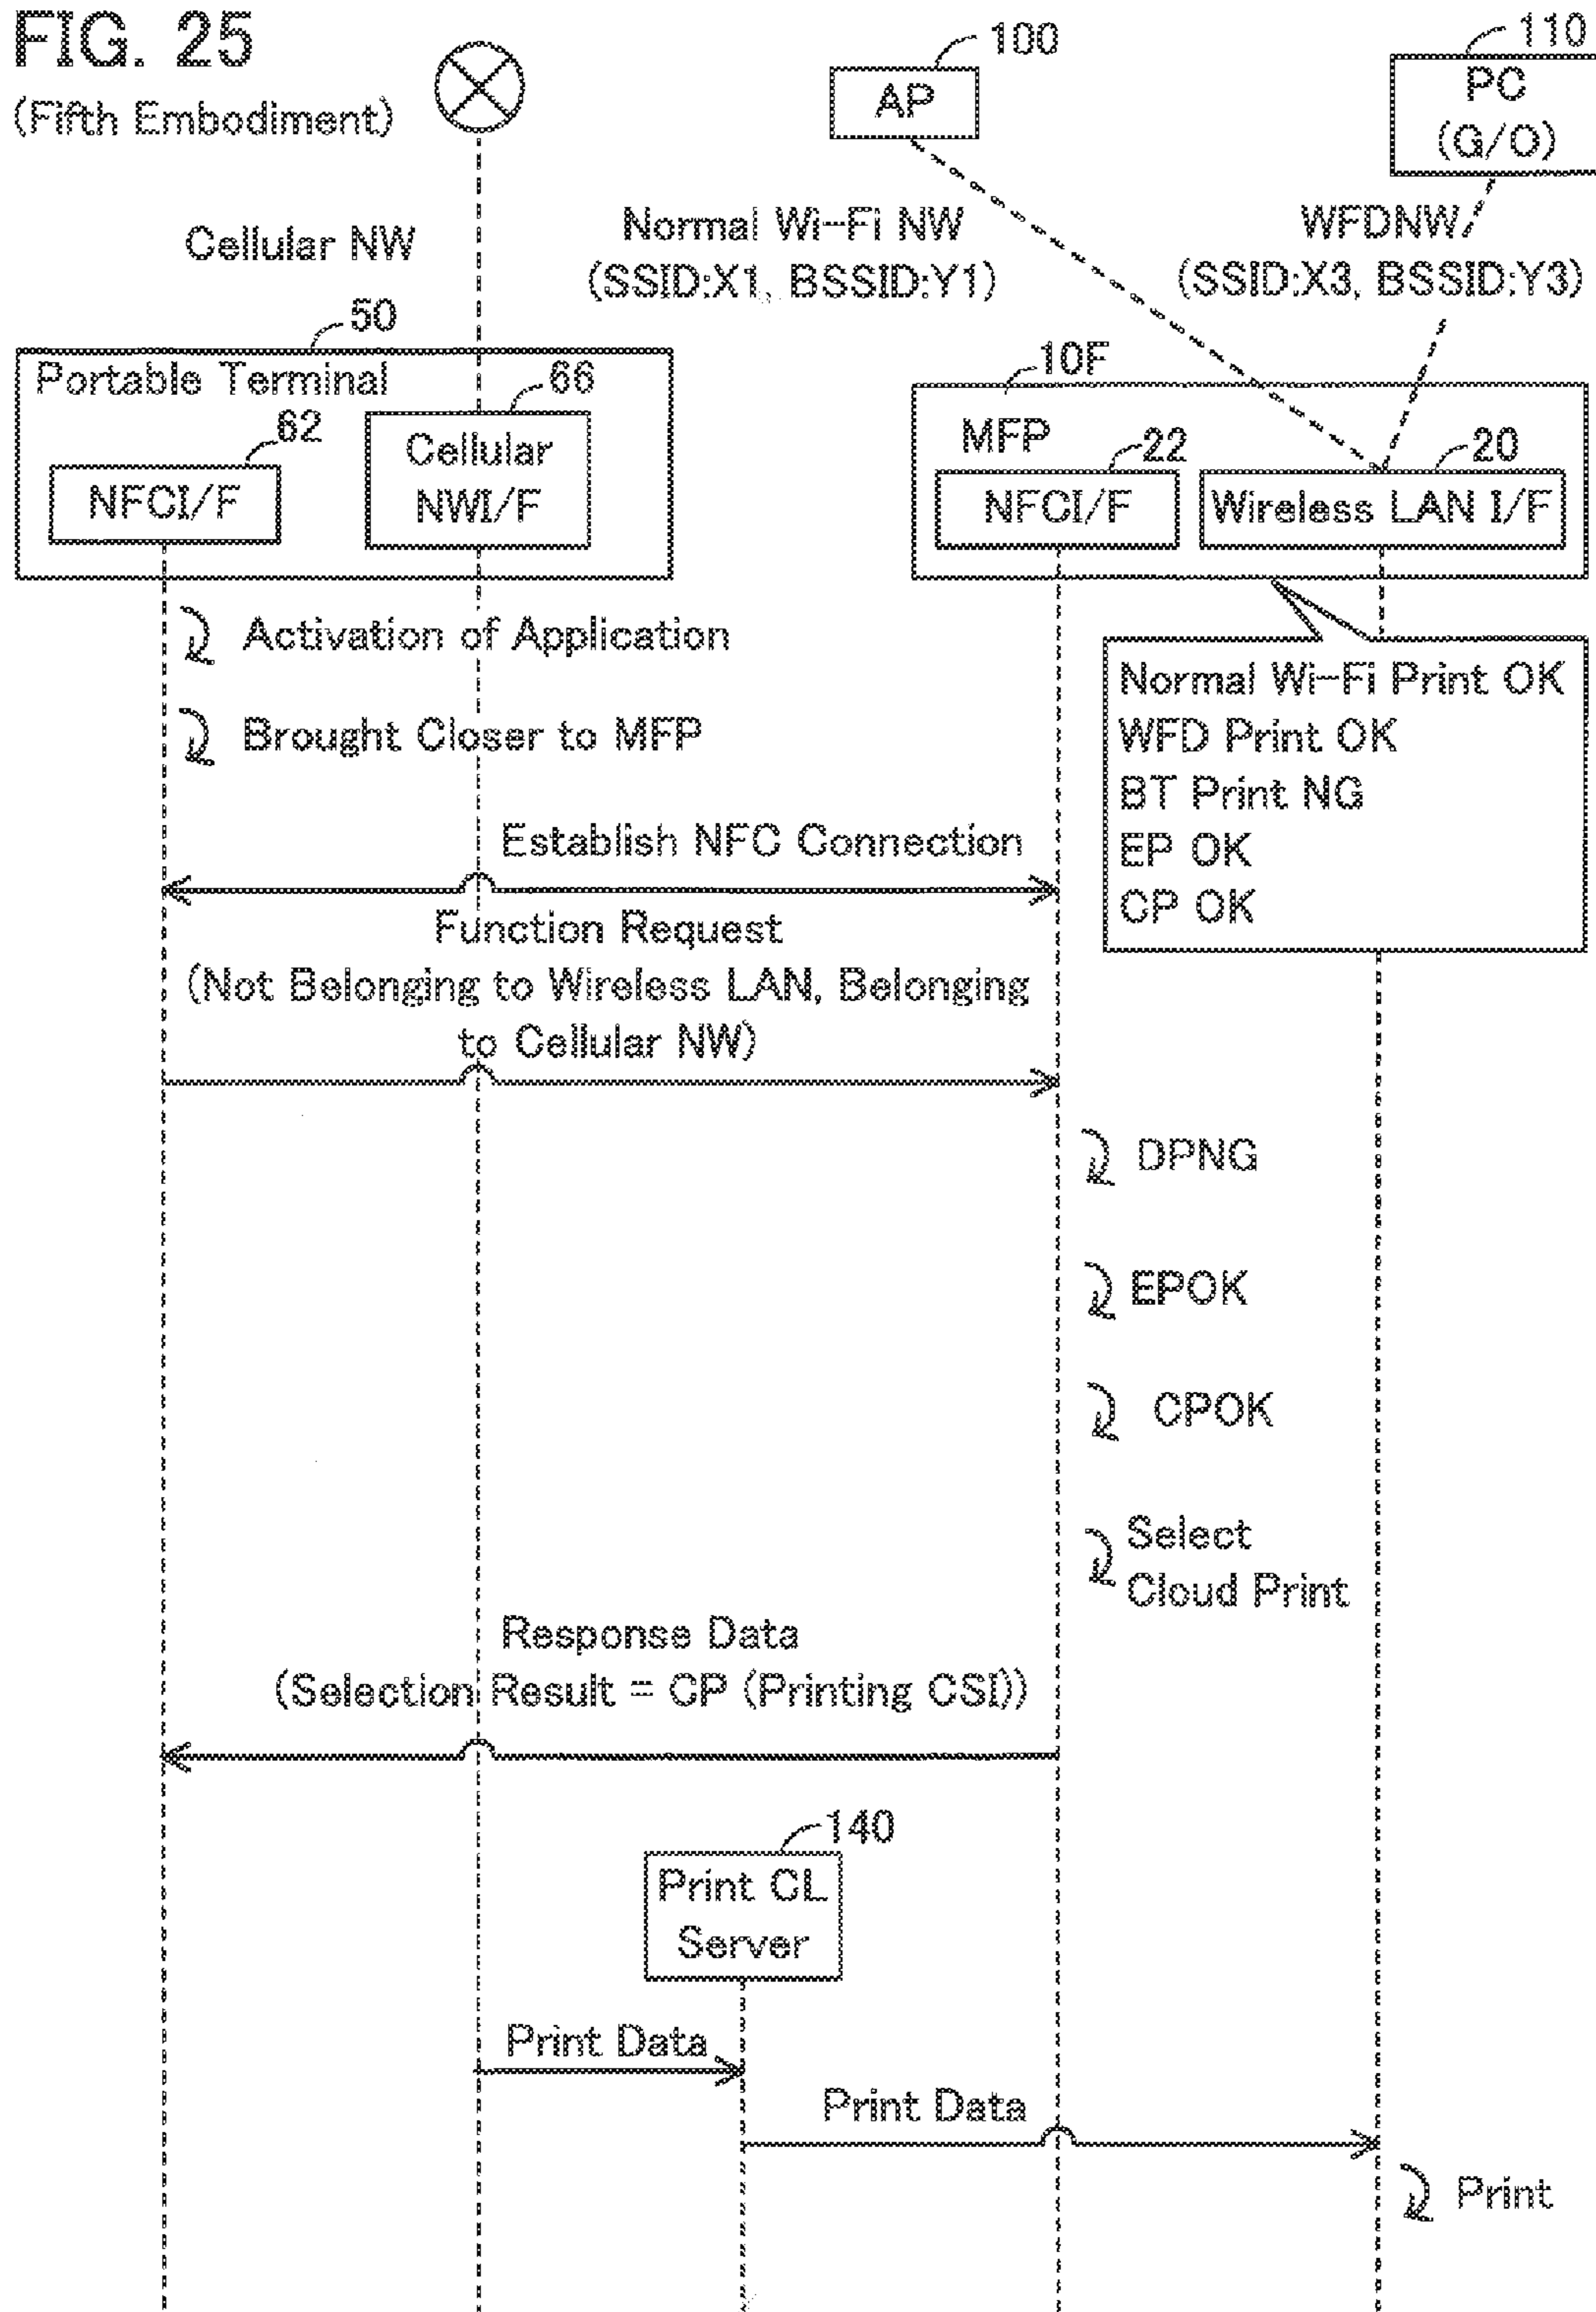 FIG. 25
(Fifth Embodiment)
100
AP
110
PC
(G/O)
Cellular NW
Normal Wi-Fi NW
(SSID:X1, BSSID:Y1)
WFDNW
(SSID:X3, BSSID:Y3)
50
Portable Terminal
62
NFCI/F
66
Cellular
NWI/F
10F
MFP
22
NFCI/F
20
Wireless LAN I/F
Activation of Application
Brought Closer to MFP
Normal Wi-Fi Print OK
WFD Print OK
BT Print NG
EP OK
CP OK
Establish NFC Connection
Function Request
(Not Belonging to Wireless LAN, Belonging
to Cellular NW)
DPNG
EPOK
CPOK
Select
Cloud Print
Response Data
(Selection Result = CP (Printing CSI))
140
Print CL
Server
Print Data
Print Data
Print